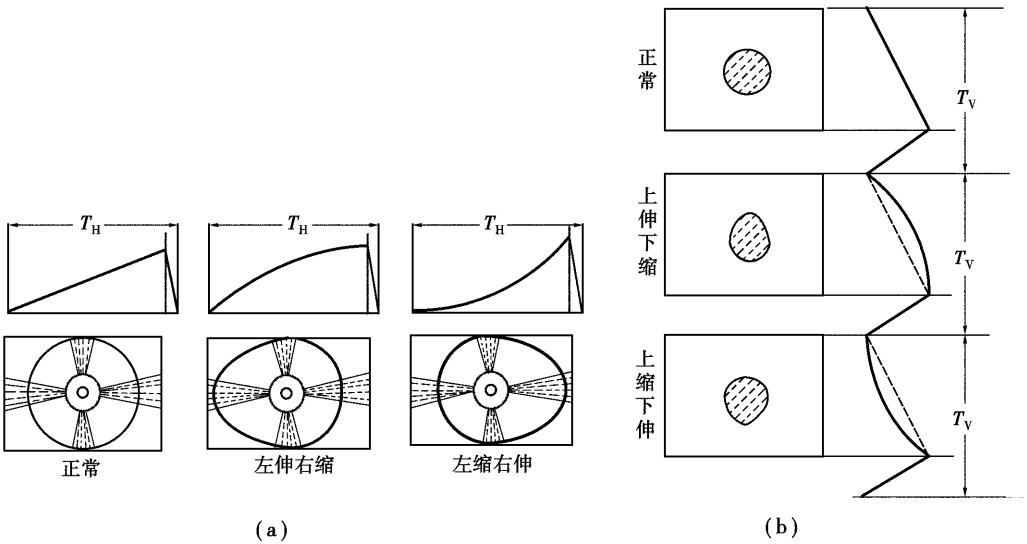 T_H
T_H
T_H
正常
左伸右缩
左缩右伸
(a)
正常
T_V
上伸下缩
T_V
上缩下伸
T_V
(b)